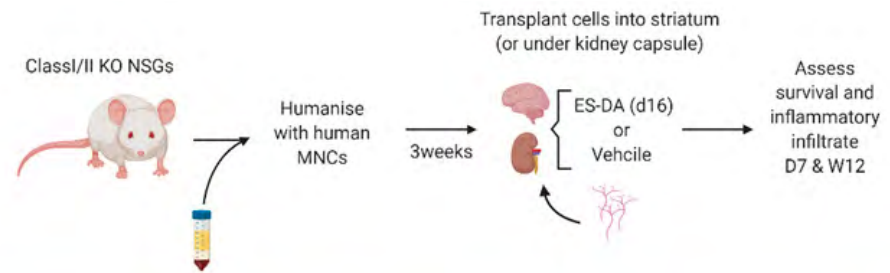 ClassI/II KO NSGs
Humanise
with human
MNCs
3weeks
Transplant cells into striatum
(or under kidney capsule)
ES-DA (d16)
or
Vehcile
Assess
survival and
inflammatory
infiltrate
D7 & W12